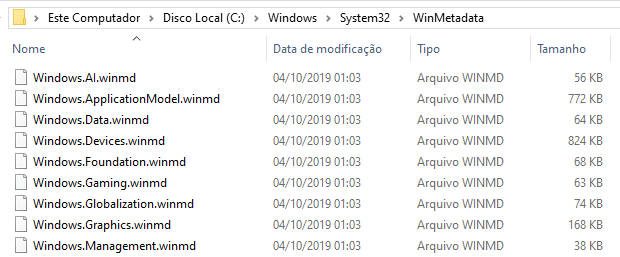 Este Computador > Disco Local (C:) > Windows > System32 > WinMetadata
Nome Data de modificação Tipo Tamanho
Windows.AI.winmd 04/10/2019 01:03 Arquivo WINMD 56 KB
Windows.ApplicationModel.winmd 04/10/2019 01:03 Arquivo WINMD 772 KB
Windows.Data.winmd 04/10/2019 01:03 Arquivo WINMD 64 KB
Windows.Devices.winmd 04/10/2019 01:03 Arquivo WINMD 824 KB
Windows.Foundation.winmd 04/10/2019 01:03 Arquivo WINMD 68 KB
Windows.Gaming.winmd 04/10/2019 01:03 Arquivo WINMD 63 KB
Windows.Globalization.winmd 04/10/2019 01:03 Arquivo WINMD 74 KB
Windows.Graphics.winmd 04/10/2019 01:03 Arquivo WINMD 168 KB
Windows.Management.winmd 04/10/2019 01:03 Arquivo WINMD 38 KB